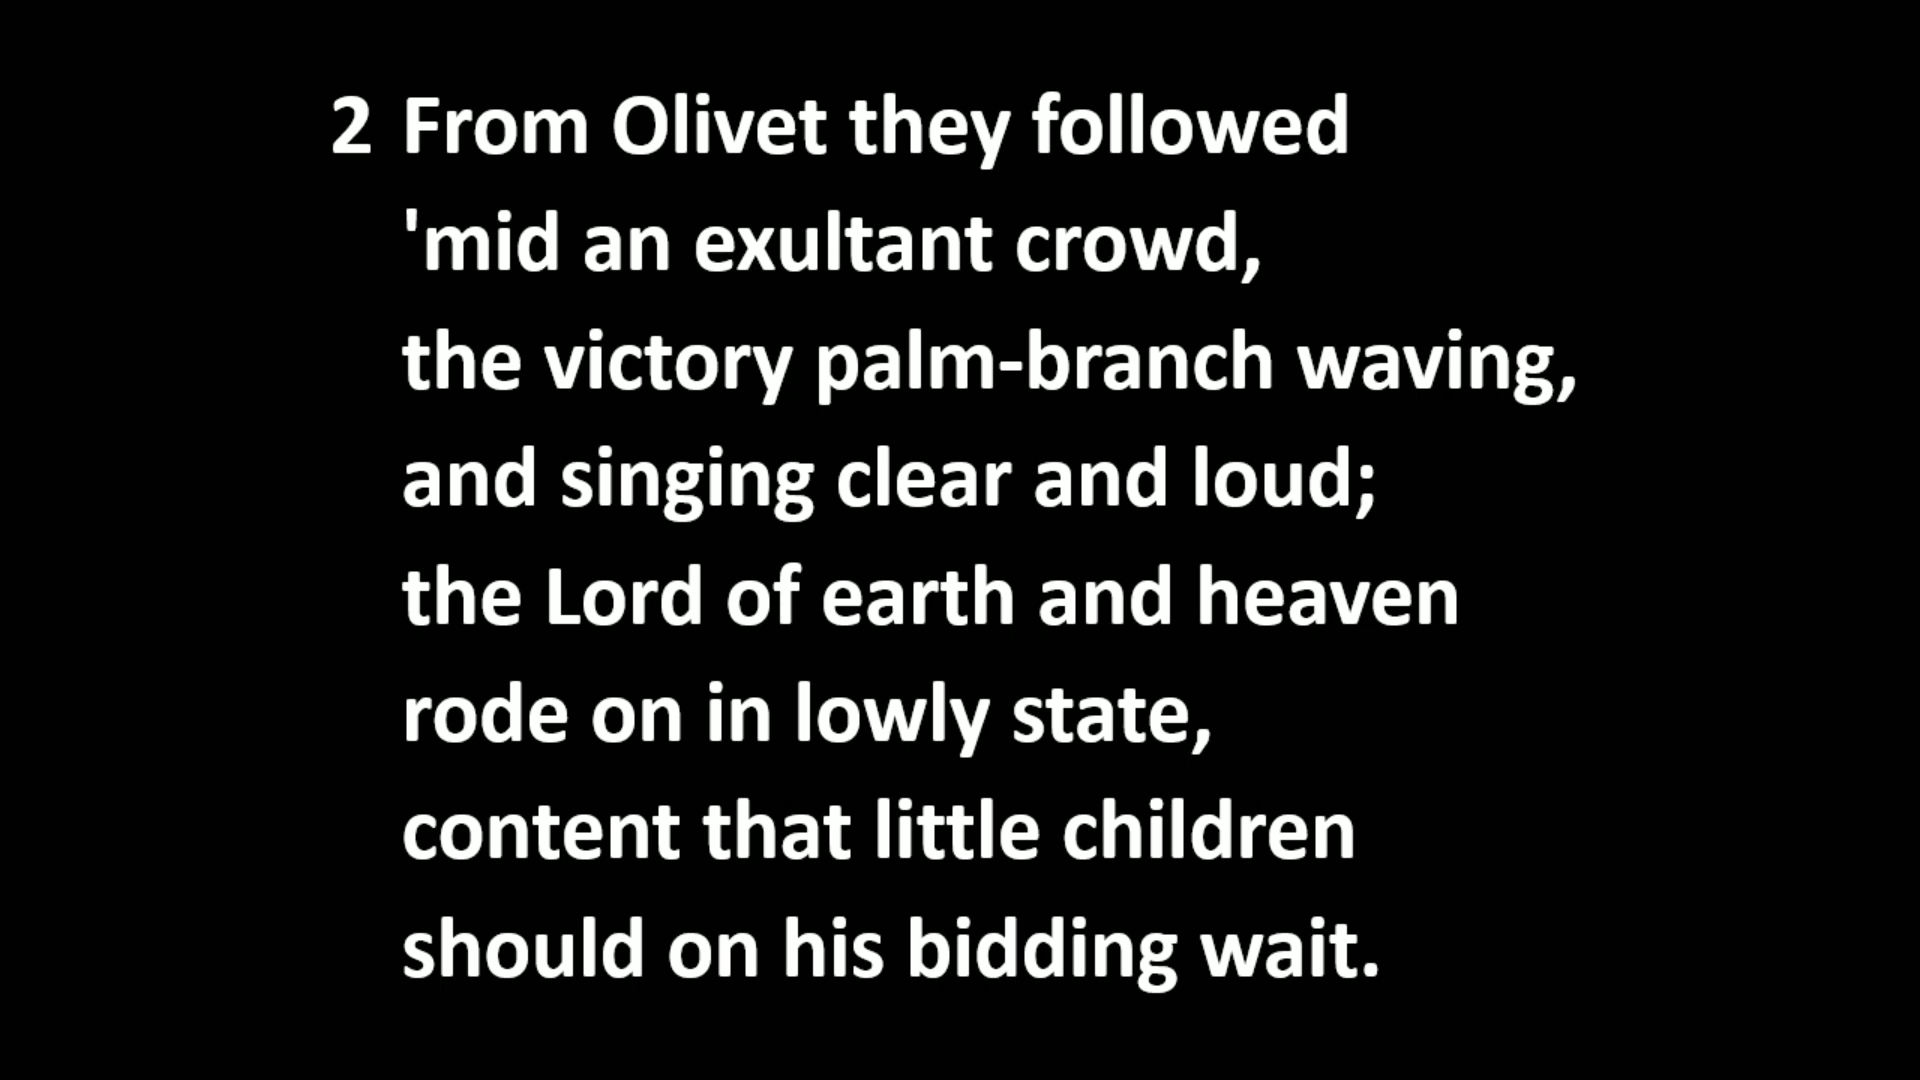 2 From Olivet they followed
'mid an exultant crowd,
the victory palm-branch waving,
and singing clear and loud;
the Lord of earth and heaven
rode on in lowly state,
content that little children
should on his bidding wait.